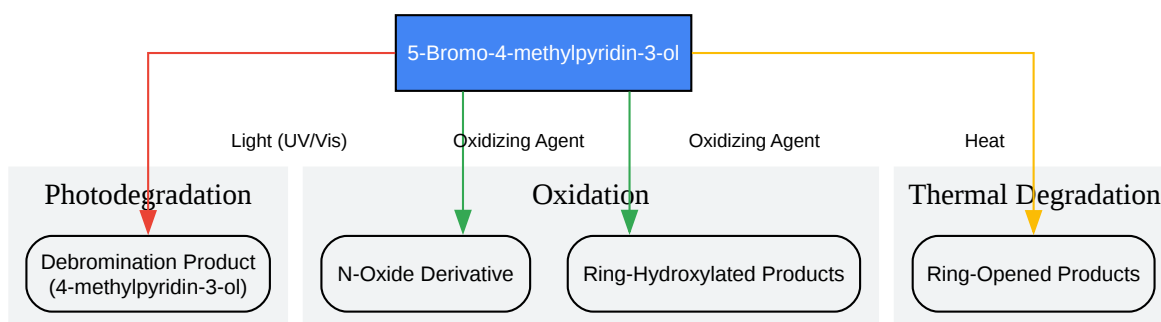 5-Bromo-4-methylpyridin-3-ol
Light (UV/Vis)
Oxidizing Agent
Oxidizing Agent
Heat
Photodegradation
Oxidation
Thermal Degradation
Debromination Product
(4-methylpyridin-3-ol)
N-Oxide Derivative
Ring-Hydroxylated Products
Ring-Opened Products